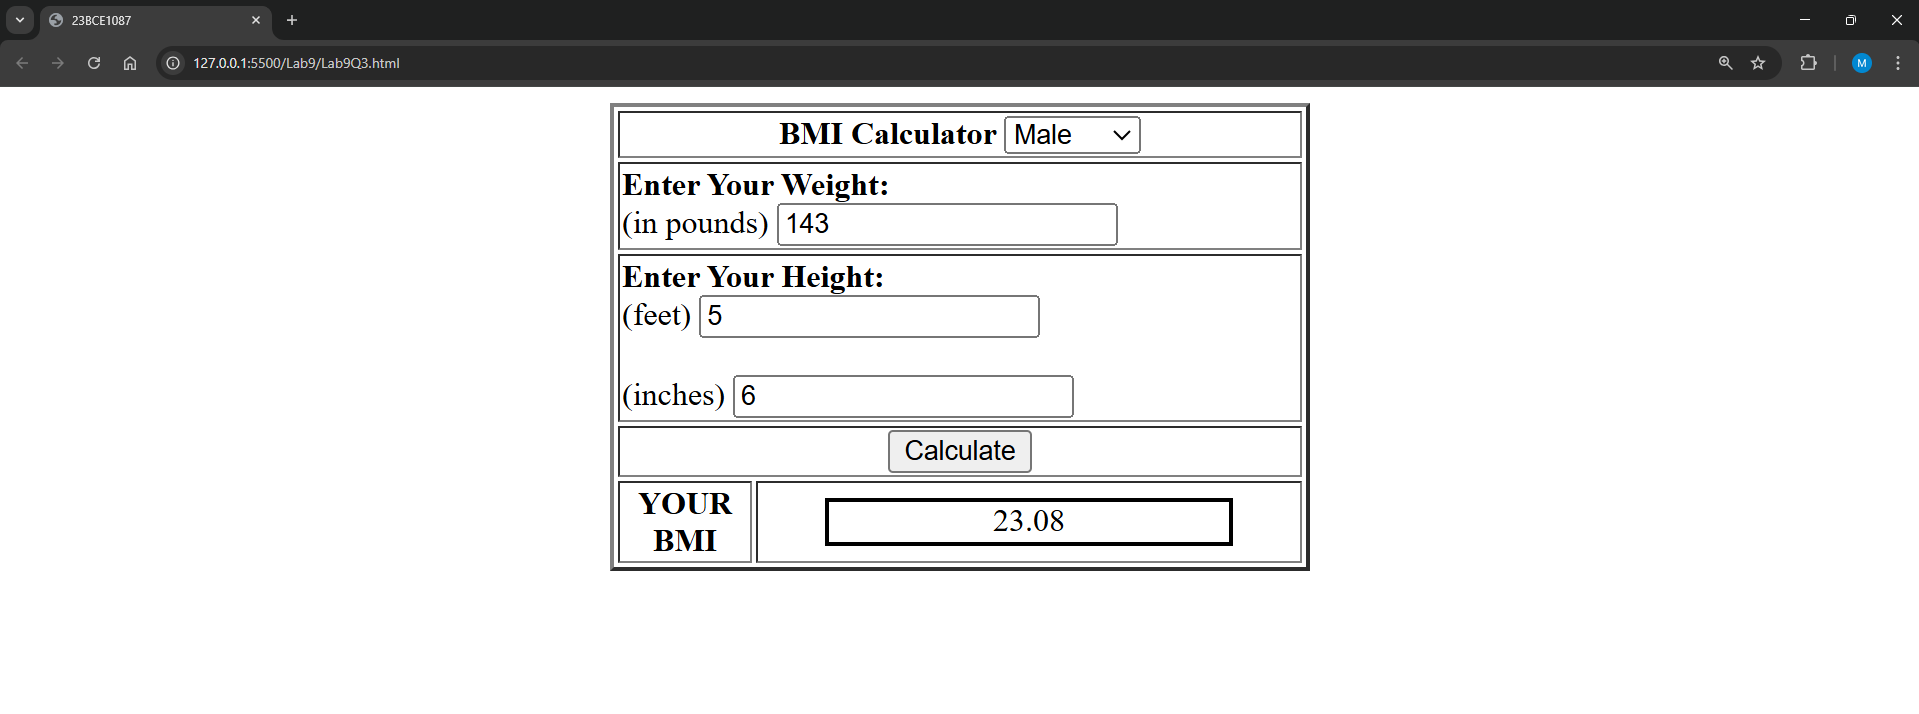 23BCE1087
127.0.0.1:5500/Lab9/Lab9Q3.html
M
BMI Calculator Male
Enter Your Weight:
(in pounds) 143
Enter Your Height:
(feet) 5
(inches) 6
Calculate
YOUR
BMI
23.08